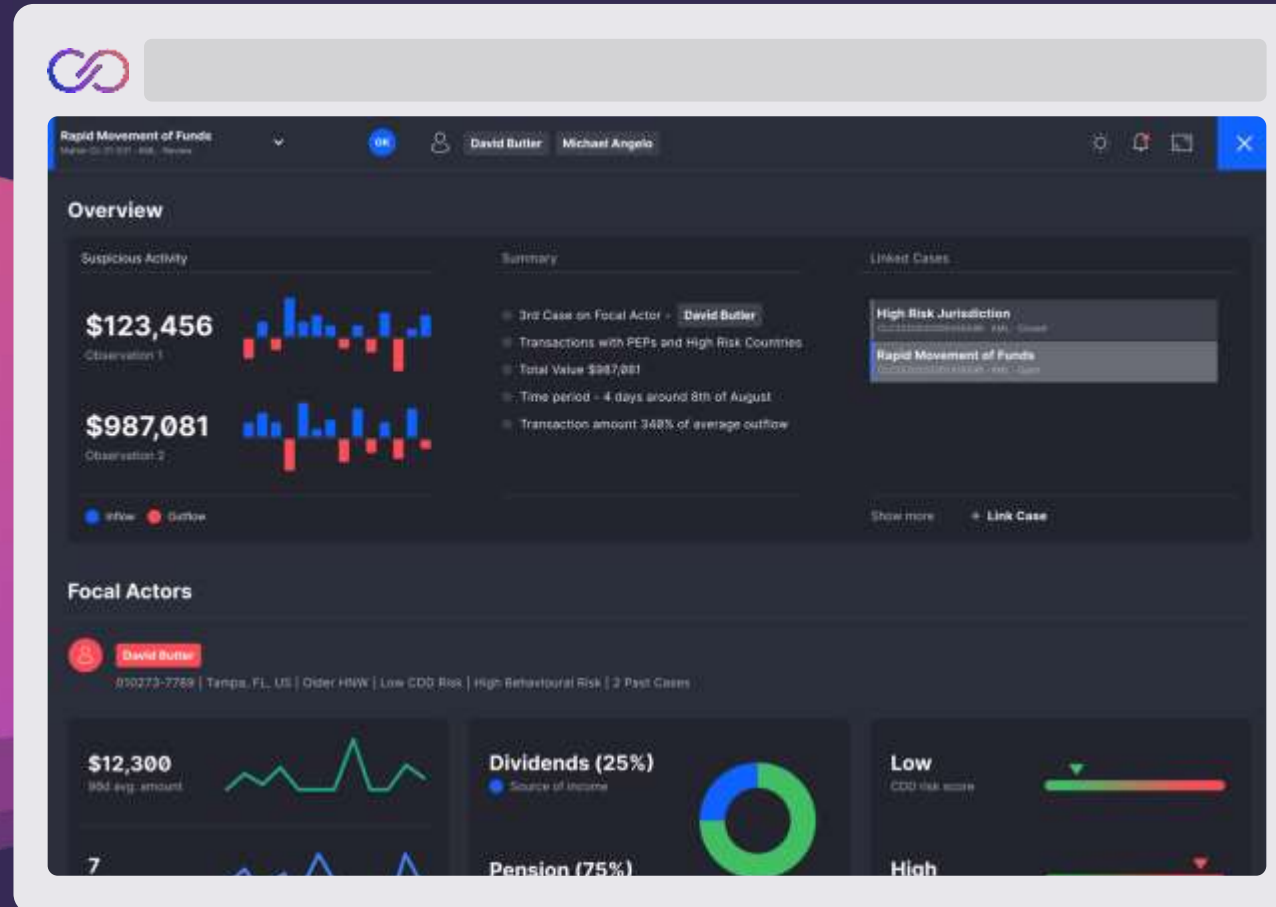 Rapid Movement of Funds
David Butler Michael Angelo
Overview
Suspicious Activity
Summary
Linked Cases
$123,456
Observation 1
3rd Case on Focal Actor - David Butler
Transactions with PEPs and High Risk Countries
Total Value $987,081
Time period - 4 days around 8th of August
Transaction amount 340% of average outflow
High Risk Jurisdiction
Rapid Movement of Funds
$987,081
Observation 2
Inflow Outflow
Show more + Link Case
Focal Actors
David Butler
010273-7789 | Tampa, FL, US | Older HNW | Low CDD Risk | High Behavioural Risk | 2 Past Cases
$12,300
90d avg. amount
Dividends (25%)
Source of income
Low
CDD risk score
7
Pension (75%)
High